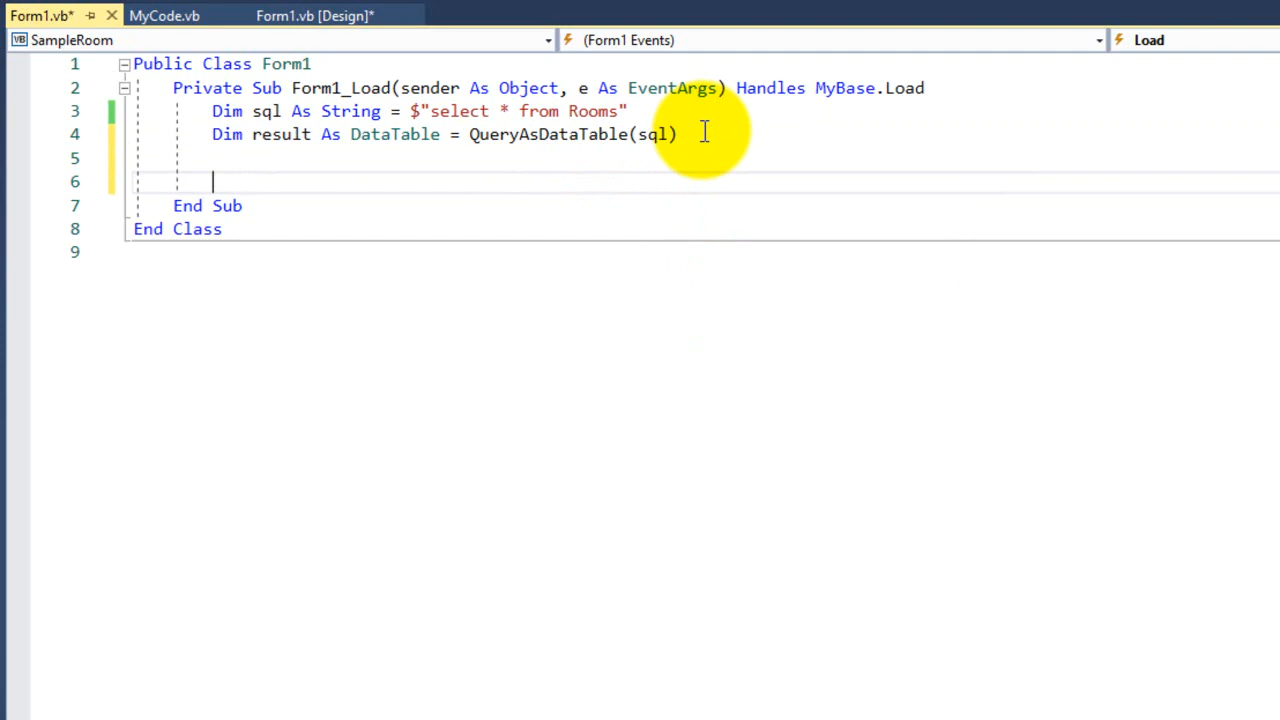 Form1.vb* MyCode.vb Form1.vb [Design]*
VB SampleRoom (Form1 Events) Load
1 Public Class Form1
2 Private Sub Form1_Load(sender As Object, e As EventArgs) Handles MyBase.Load
3 Dim sql As String = $"select * from Rooms"
4 Dim result As DataTable = QueryAsDataTable(sql)
5
6
7 End Sub
8 End Class
9